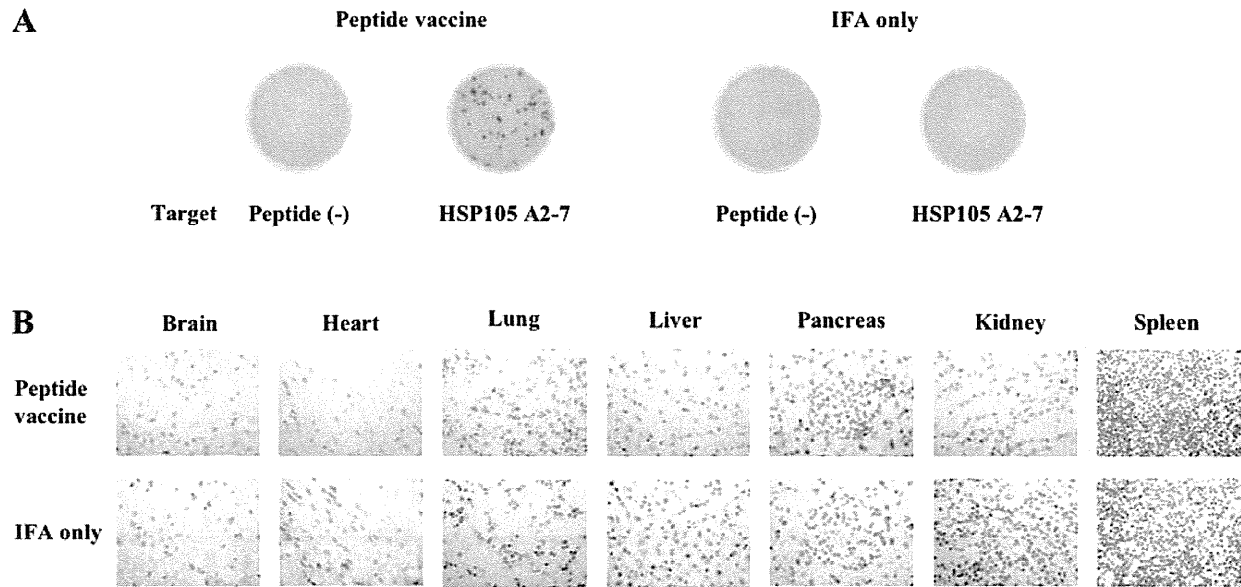 A
Peptide vaccine IFA only
Target Peptide (-) HSP105 A2-7 Peptide (-) HSP105 A2-7
B
Brain Heart Lung Liver Pancreas Kidney Spleen
Peptide
vaccine
IFA only